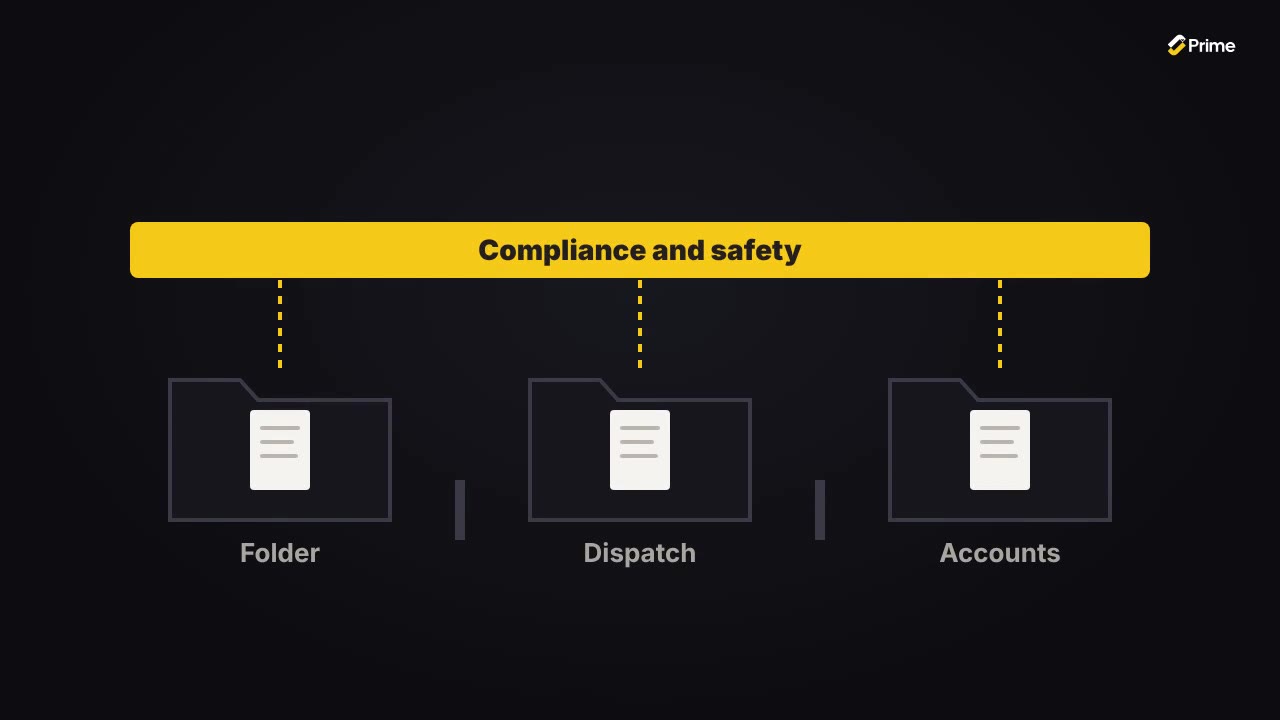 Prime
Compliance and safety
Folder
Dispatch
Accounts